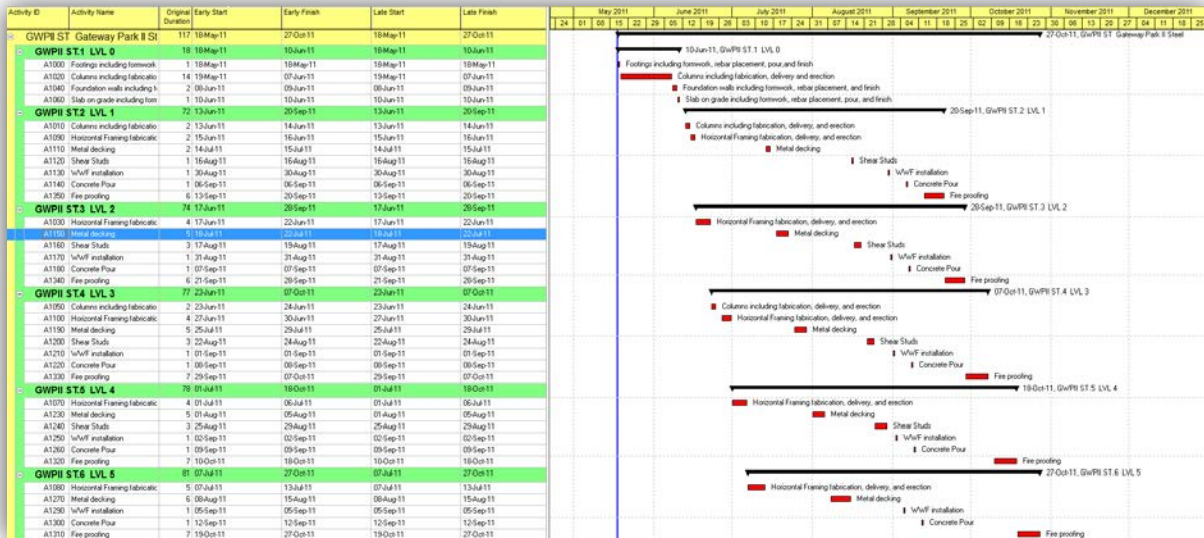 Activity ID Activity Name Original Duration Early Start Early Finish Late Start Late Finish
May 2011 June 2011 July 2011 August 2011 September 2011 October 2011 November 2011 December 2011
24 01 08 15 22 29 05 12 19 26 03 10 17 24 31 07 14 21 28 04 11 18 25 02 09 16 23 30 06 13 20 27 04 11 18 25
GWPII ST Gateway Park II St 117 18-May-11 27-Oct-11 18-May-11 27-Oct-11 27-Oct-11, GWPII ST Gateway Park II Steel
GWPII ST.1 LVL 0 18 18-May-11 10-Jun-11 18-May-11 10-Jun-11 10-Jun-11, GWPII ST.1 LVL 0
A1000 Footings including formwork 1 18-May-11 18-May-11 18-May-11 18-May-11 Footings including formwork, rebar placement, pour,and finish
A1020 Columns including fabricatio 14 19-May-11 07-Jun-11 19-May-11 07-Jun-11 Columns including fabrication, delivery and erection
A1040 Foundation walls including f 2 08-Jun-11 09-Jun-11 08-Jun-11 09-Jun-11 Foundation walls including formwork, rebar placement, and finish
A1060 Slab on grade including form 1 10-Jun-11 10-Jun-11 10-Jun-11 10-Jun-11 Slab on grade including formwork, rebar placement, pour, and finish.
GWPII ST.2 LVL 1 72 13-Jun-11 20-Sep-11 13-Jun-11 20-Sep-11 20-Sep-11, GWPII ST.2 LVL 1
A1010 Columns including fabricatio 2 13-Jun-11 14-Jun-11 13-Jun-11 14-Jun-11 Columns including fabrication, delivery, and erection
A1090 Horizontal Framing fabricatic 2 15-Jun-11 16-Jun-11 15-Jun-11 16-Jun-11 Horizontal Framing fabrication, delivery, and erection
A1110 Metal decking 2 14-Jul-11 15-Jul-11 14-Jul-11 15-Jul-11 Metal decking
A1120 Shear Studs 1 16-Aug-11 16-Aug-11 16-Aug-11 16-Aug-11 Shear Studs
A1130 WWF installation 1 30-Aug-11 30-Aug-11 30-Aug-11 30-Aug-11 WWF installation
A1140 Concrete Pour 1 06-Sep-11 06-Sep-11 06-Sep-11 06-Sep-11 Concrete Pour
A1350 Fire proofing 6 13-Sep-11 20-Sep-11 13-Sep-11 20-Sep-11 Fire proofing
GWPII ST.3 LVL 2 74 17-Jun-11 28-Sep-11 17-Jun-11 28-Sep-11 28-Sep-11, GWPII ST.3 LVL 2
A1030 Horizontal Framing fabricatic 4 17-Jun-11 22-Jun-11 17-Jun-11 22-Jun-11 Horizontal Framing fabrication, delivery, and erection
A1150 Metal decking 5 18-Jul-11 22-Jul-11 18-Jul-11 22-Jul-11 Metal decking
A1160 Shear Studs 3 17-Aug-11 19-Aug-11 17-Aug-11 19-Aug-11 Shear Studs
A1170 WWF installation 1 31-Aug-11 31-Aug-11 31-Aug-11 31-Aug-11 WWF installation
A1180 Concrete Pour 1 07-Sep-11 07-Sep-11 07-Sep-11 07-Sep-11 Concrete Pour
A1340 Fire proofing 6 21-Sep-11 28-Sep-11 21-Sep-11 28-Sep-11 Fire proofing
GWPII ST.4 LVL 3 77 23-Jun-11 07-Oct-11 23-Jun-11 07-Oct-11 07-Oct-11, GWPII ST.4 LVL 3
A1050 Columns including fabricatio 2 23-Jun-11 24-Jun-11 23-Jun-11 24-Jun-11 Columns including fabrication, delivery, and erection
A1100 Horizontal Framing fabricatic 4 27-Jun-11 30-Jun-11 27-Jun-11 30-Jun-11 Horizontal Framing fabrication, delivery, and erection
A1190 Metal decking 5 25-Jul-11 29-Jul-11 25-Jul-11 29-Jul-11 Metal decking
A1200 Shear Studs 3 22-Aug-11 24-Aug-11 22-Aug-11 24-Aug-11 Shear Studs
A1210 WWF installation 1 01-Sep-11 01-Sep-11 01-Sep-11 01-Sep-11 WWF installation
A1220 Concrete Pour 1 08-Sep-11 08-Sep-11 08-Sep-11 08-Sep-11 Concrete Pour
A1330 Fire proofing 7 29-Sep-11 07-Oct-11 29-Sep-11 07-Oct-11 Fire proofing
GWPII ST.5 LVL 4 78 01-Jul-11 18-Oct-11 01-Jul-11 18-Oct-11 18-Oct-11, GWPII ST.5 LVL 4
A1070 Horizontal Framing fabricatic 4 01-Jul-11 06-Jul-11 01-Jul-11 06-Jul-11 Horizontal Framing fabrication, delivery, and erection
A1230 Metal decking 5 01-Aug-11 05-Aug-11 01-Aug-11 05-Aug-11 Metal decking
A1240 Shear Studs 3 25-Aug-11 29-Aug-11 25-Aug-11 29-Aug-11 Shear Studs
A1250 WWF installation 1 02-Sep-11 02-Sep-11 02-Sep-11 02-Sep-11 WWF installation
A1260 Concrete Pour 1 09-Sep-11 09-Sep-11 09-Sep-11 09-Sep-11 Concrete Pour
A1320 Fire proofing 7 10-Oct-11 18-Oct-11 10-Oct-11 18-Oct-11 Fire proofing
GWPII ST.6 LVL 5 81 07-Jul-11 27-Oct-11 07-Jul-11 27-Oct-11 27-Oct-11, GWPII ST.6 LVL 5
A1080 Horizontal Framing fabricatic 5 07-Jul-11 13-Jul-11 07-Jul-11 13-Jul-11 Horizontal Framing fabrication, delivery, and erection
A1270 Metal decking 6 08-Aug-11 15-Aug-11 08-Aug-11 15-Aug-11 Metal decking
A1290 WWF installation 1 05-Sep-11 05-Sep-11 05-Sep-11 05-Sep-11 WWF installation
A1300 Concrete Pour 1 12-Sep-11 12-Sep-11 12-Sep-11 12-Sep-11 Concrete Pour
A1310 Fire proofing 7 19-Oct-11 27-Oct-11 19-Oct-11 27-Oct-11 Fire proofing